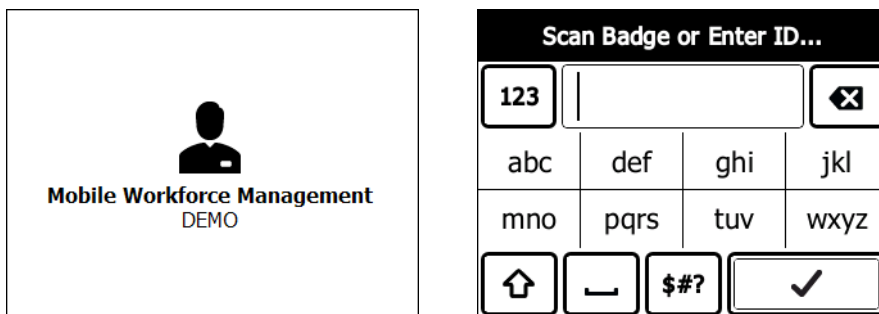 Mobile Workforce Management
DEMO
Scan Badge or Enter ID...
123
abc def ghi jkl
mno pqrs tuv wxyz
$#?